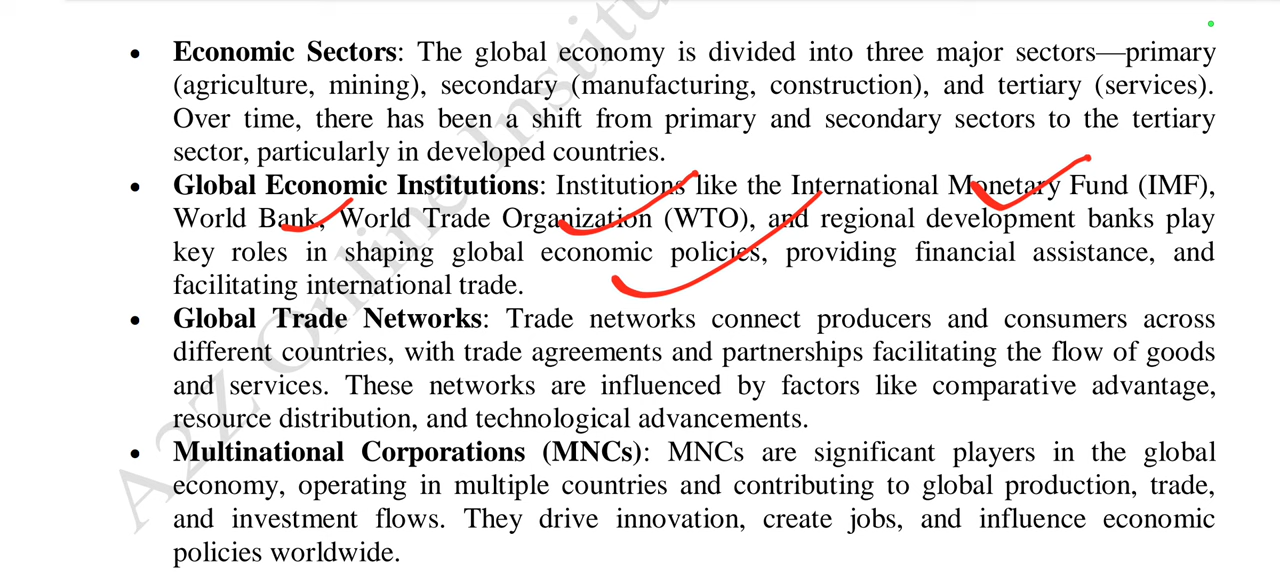 • Economic Sectors: The global economy is divided into three major sectors—primary
(agriculture, mining), secondary (manufacturing, construction), and tertiary (services).
Over time, there has been a shift from primary and secondary sectors to the tertiary
sector, particularly in developed countries.
• Global Economic Institutions: Institutions like the International Monetary Fund (IMF),
World Bank, World Trade Organization (WTO), and regional development banks play
key roles in shaping global economic policies, providing financial assistance, and
facilitating international trade.
• Global Trade Networks: Trade networks connect producers and consumers across
different countries, with trade agreements and partnerships facilitating the flow of goods
and services. These networks are influenced by factors like comparative advantage,
resource distribution, and technological advancements.
• Multinational Corporations (MNCs): MNCs are significant players in the global
economy, operating in multiple countries and contributing to global production, trade,
and investment flows. They drive innovation, create jobs, and influence economic
policies worldwide.
A2Z Online